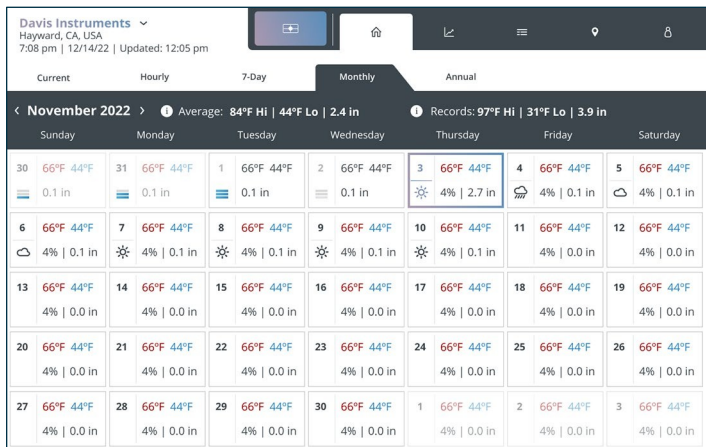 Davis Instruments
Hayward, CA, USA
7:08 pm | 12/14/22 | Updated: 12:05 pm
Current Hourly 7-Day Monthly Annual
November 2022 Average: 84°F Hi | 44°F Lo | 2.4 in Records: 97°F Hi | 31°F Lo | 3.9 in
Sunday Monday Tuesday Wednesday Thursday Friday Saturday
30 66°F 44°F 31 66°F 44°F 1 66°F 44°F 2 66°F 44°F 3 66°F 44°F 4 66°F 44°F 5 66°F 44°F
0.1 in 0.1 in 0.1 in 0.1 in 4% | 2.7 in 4% | 0.1 in 4% | 0.1 in
6 66°F 44°F 7 66°F 44°F 8 66°F 44°F 9 66°F 44°F 10 66°F 44°F 11 66°F 44°F 12 66°F 44°F
4% | 0.1 in 4% | 0.1 in 4% | 0.1 in 4% | 0.1 in 4% | 0.1 in 4% | 0.0 in 4% | 0.0 in
13 66°F 44°F 14 66°F 44°F 15 66°F 44°F 16 66°F 44°F 17 66°F 44°F 18 66°F 44°F 19 66°F 44°F
4% | 0.0 in 4% | 0.0 in 4% | 0.0 in 4% | 0.0 in 4% | 0.0 in 4% | 0.0 in 4% | 0.0 in
20 66°F 44°F 21 66°F 44°F 22 66°F 44°F 23 66°F 44°F 24 66°F 44°F 25 66°F 44°F 26 66°F 44°F
4% | 0.0 in 4% | 0.0 in 4% | 0.0 in 4% | 0.0 in 4% | 0.0 in 4% | 0.0 in 4% | 0.0 in
27 66°F 44°F 28 66°F 44°F 29 66°F 44°F 30 66°F 44°F 1 66°F 44°F 2 66°F 44°F 3 66°F 44°F
4% | 0.0 in 4% | 0.0 in 4% | 0.0 in 4% | 0.0 in 4% | 0.0 in 4% | 0.0 in 4% | 0.0 in